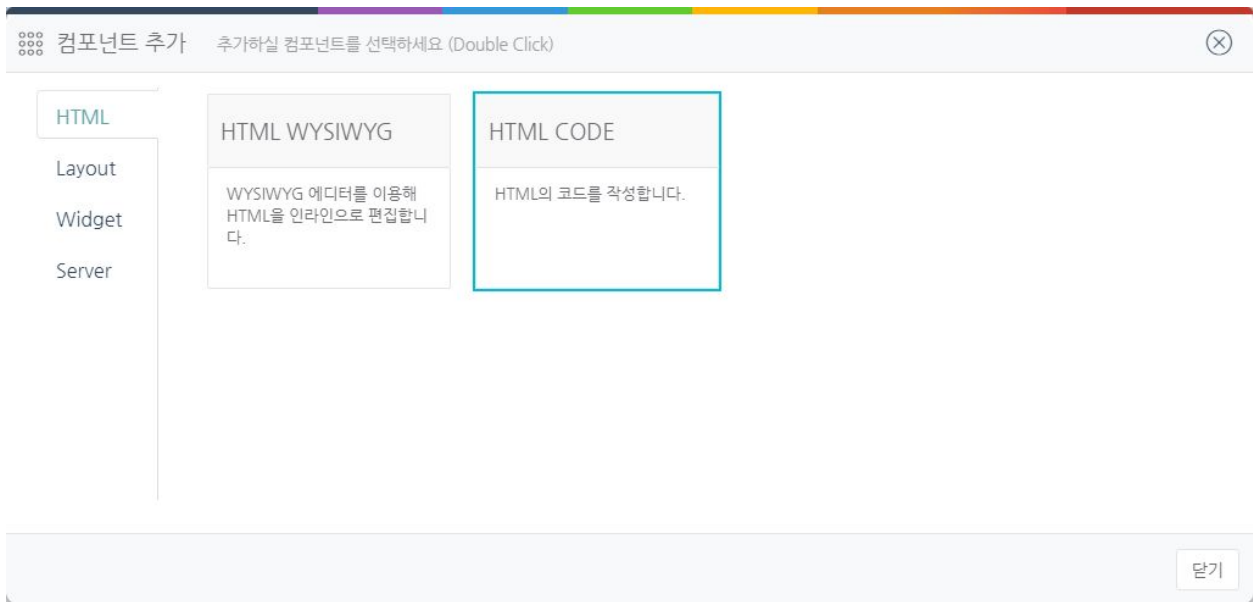 컴포넌트 추가 추가하실 컴포넌트를 선택하세요 (Double Click)
HTML
Layout
Widget
Server
HTML WYSIWYG
WYSIWYG 에디터를 이용해
HTML을 인라인으로 편집합니
다.
HTML CODE
HTML의 코드를 작성합니다.
닫기